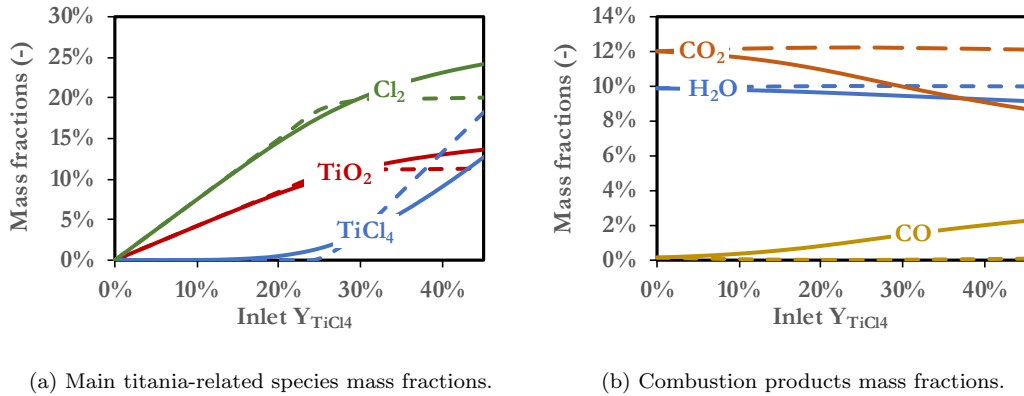 30%
25%
20%
15%
10%
5%
0%
Mass fractions (-)
Cl2
TiO2
TiCl4
0% 10% 20% 30% 40%
Inlet YTiCl4
(a) Main titania-related species mass fractions.
14%
12%
10%
8%
6%
4%
2%
0%
Mass fractions (-)
CO2
H2O
CO
0% 10% 20% 30% 40%
Inlet YTiCl4
(b) Combustion products mass fractions.